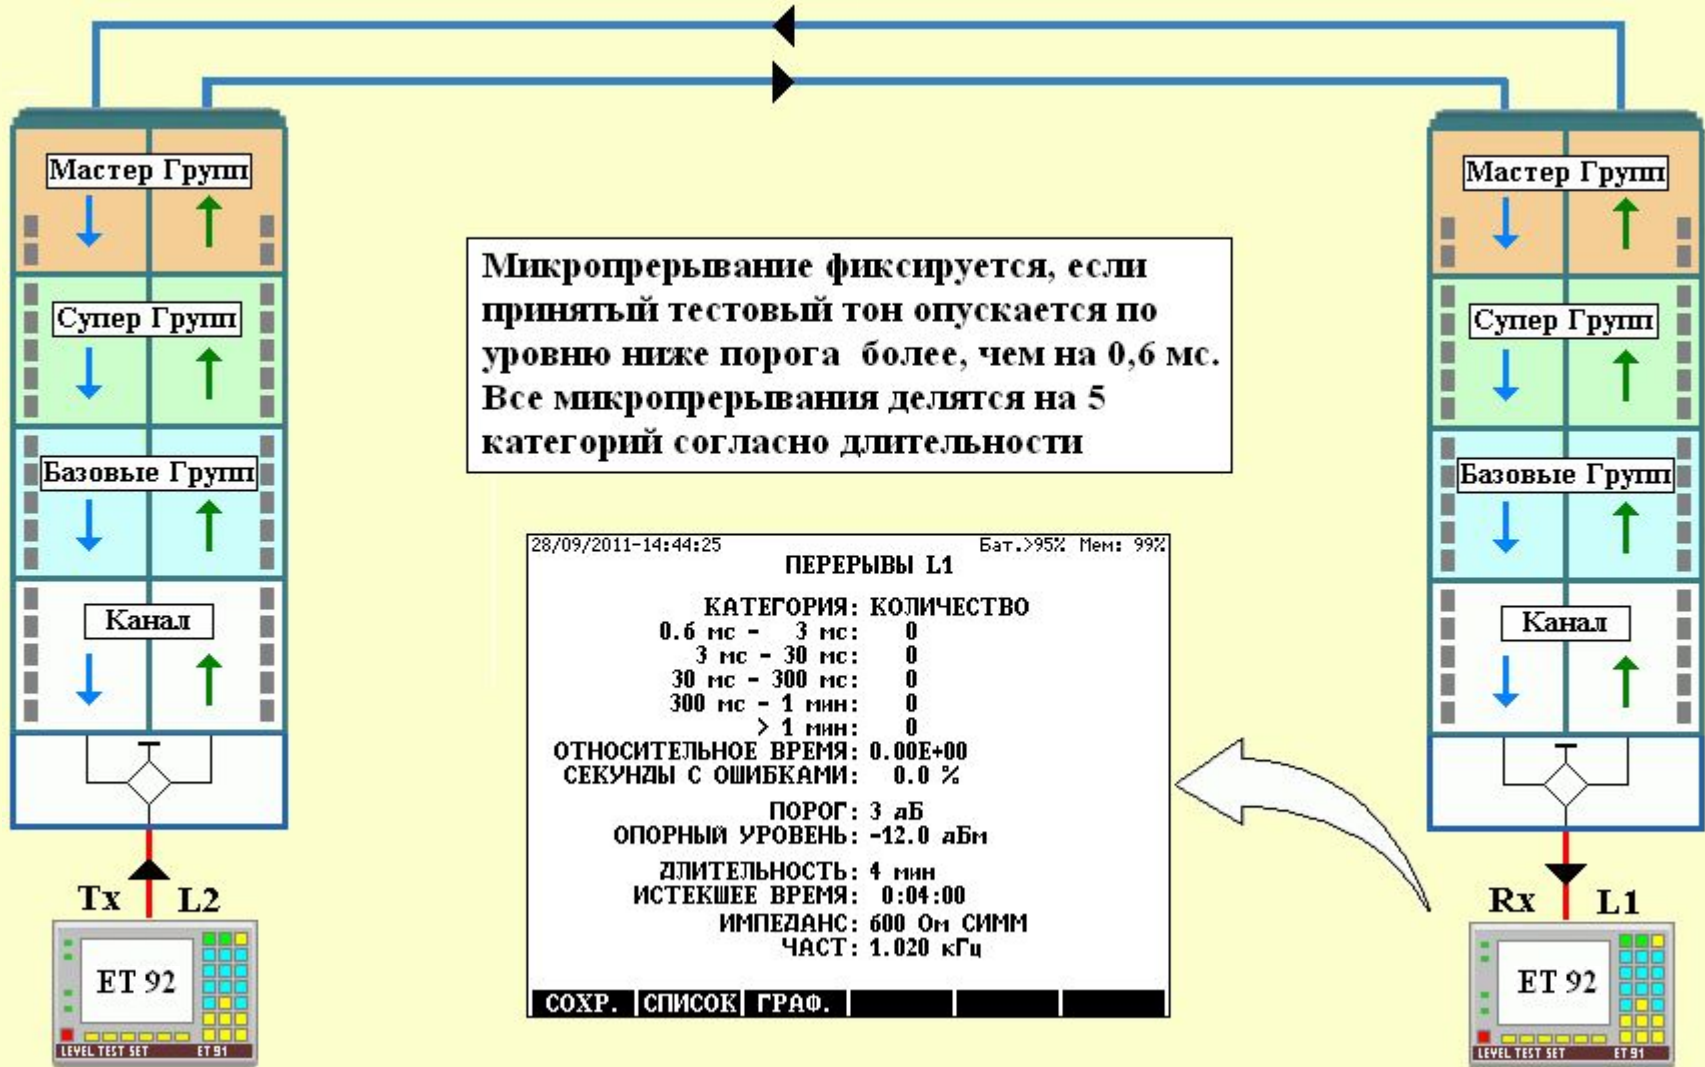 Мастер Групп
Супер Групп
Базовые Групп
Канал
Tx L2
ET 92
LEVEL TEST SET ET 91
Микропрерывание фиксируется, если
принятый тестовый тон опускается по
уровню ниже порога более, чем на 0,6 мс.
Все микропрерывания делятся на 5
категорий согласно длительности
28/09/2011-14:44:25 Бат.>95% Мем: 99%
ПЕРЕРЫВЫ L1
КАТЕГОРИЯ: КОЛИЧЕСТВО
0.6 мс - 3 мс: 0
3 мс - 30 мс: 0
30 мс - 300 мс: 0
300 мс - 1 мин: 0
> 1 мин: 0
ОТНОСИТЕЛЬНОЕ ВРЕМЯ: 0.00E+00
СЕКУНДЫ С ОШИБКАМИ: 0.0 %
ПОРОГ: 3 дБ
ОПОРНЫЙ УРОВЕНЬ: -12.0 дБм
ДЛИТЕЛЬНОСТЬ: 4 мин
ИСТЕКШЕЕ ВРЕМЯ: 0:04:00
ИМПЕДАНС: 600 Ом СИММ
ЧАСТ: 1.020 кГц
СОХР. СПИСОК ГРАФ.
Мастер Групп
Супер Групп
Базовые Групп
Канал
Rx L1
ET 92
LEVEL TEST SET ET 91